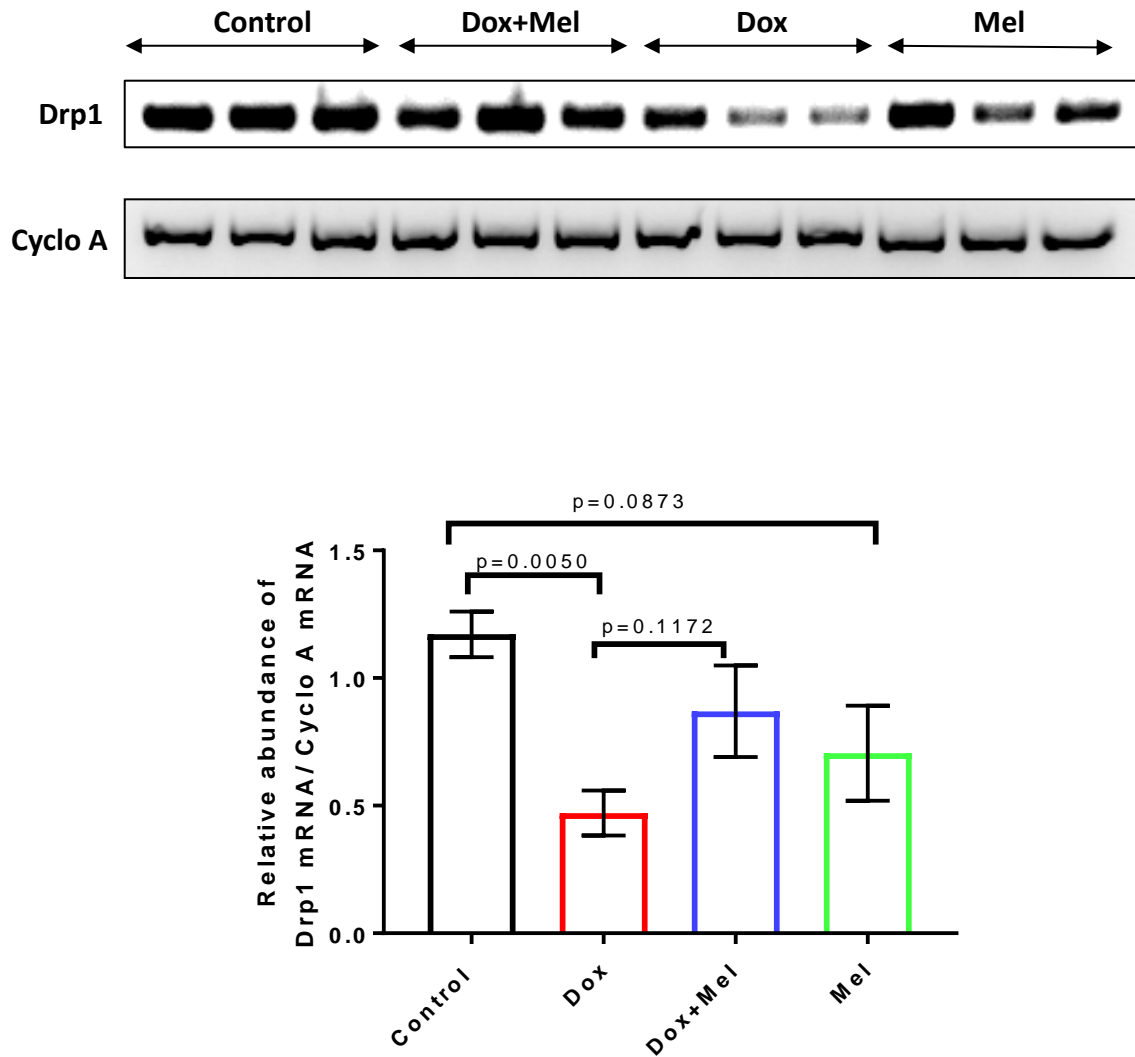 Control Dox+Mel Dox Mel
Drp1
Cyclo A
p=0.0873
p=0.0050
p=0.1172
Relative abundance of
Drp1 mRNA/Cyclo A mRNA
1.5
1.0
0.5
0.0
Control Dox Dox+Mel Mel